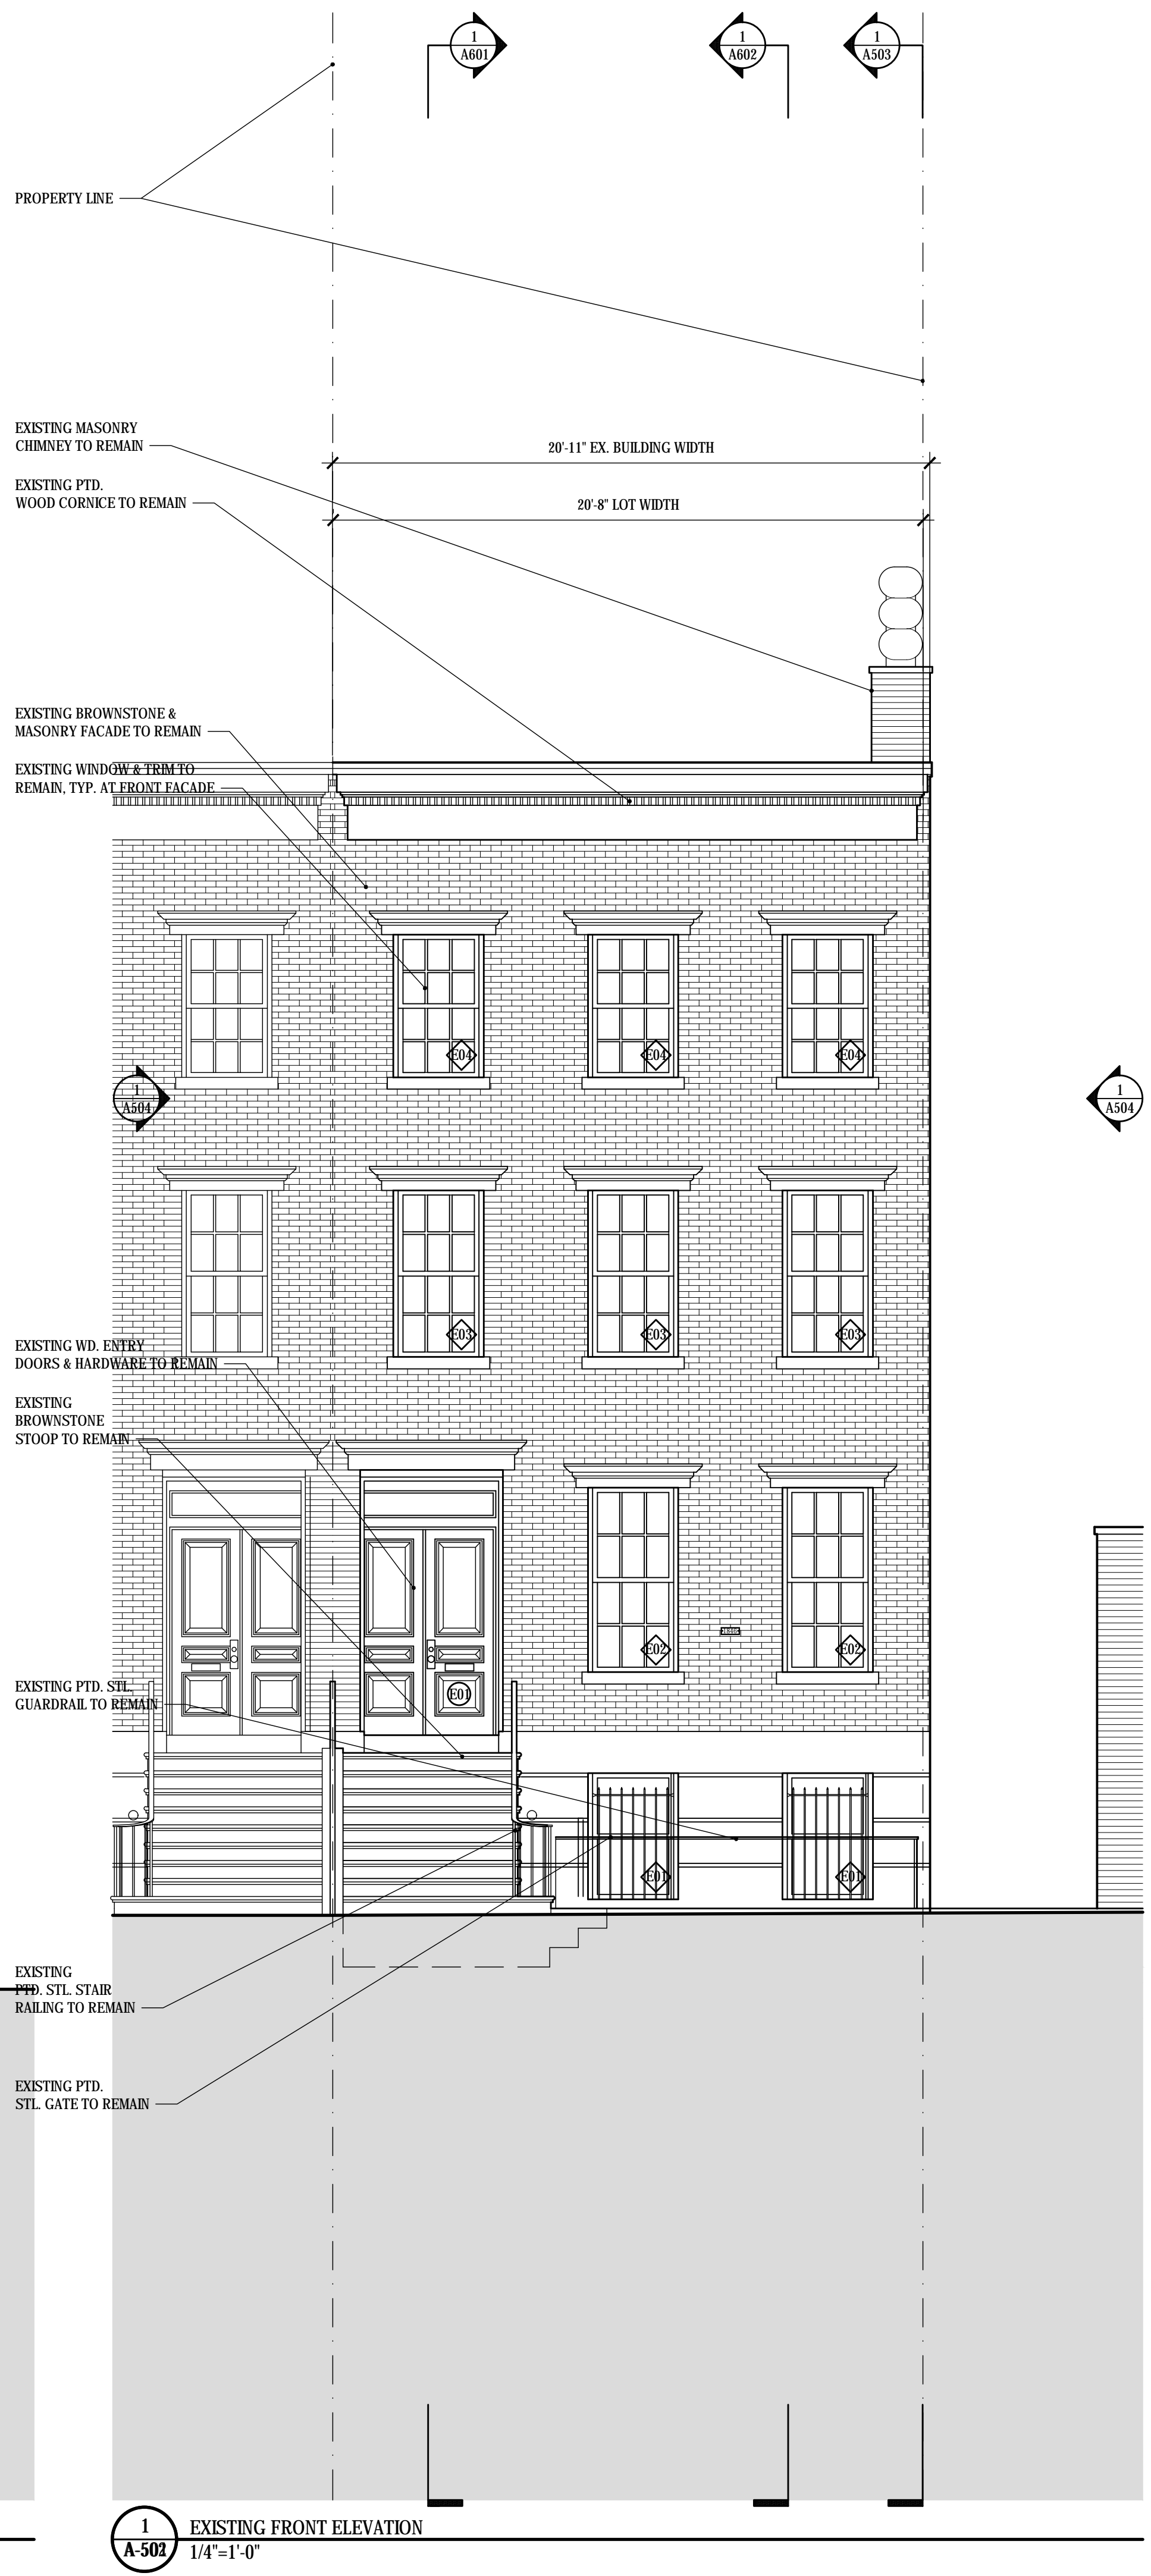 1
A601
1
A602
1
A503
PROPERTY LINE
EXISTING MASONRY
CHIMNEY TO REMAIN
20'-11" EX. BUILDING WIDTH
EXISTING PTD.
WOOD CORNICE TO REMAIN
20'-8" LOT WIDTH
EXISTING BROWNSTONE &
MASONRY FACADE TO REMAIN
EXISTING WINDOW & TRIM TO
REMAIN, TYP. AT FRONT FACADE
E04
E04
E04
1
A504
1
A504
E03
E03
E03
EXISTING WD. ENTRY
DOORS & HARDWARE TO REMAIN
EXISTING
BROWNSTONE
STOOP TO REMAIN
E02
E02
EXISTING PTD. STL.
GUARDRAIL TO REMAIN
E01
E01
E01
EXISTING
PTD. STL. STAIR
RAILING TO REMAIN
EXISTING PTD.
STL. GATE TO REMAIN
1
EXISTING FRONT ELEVATION
1/4"=1'-0"